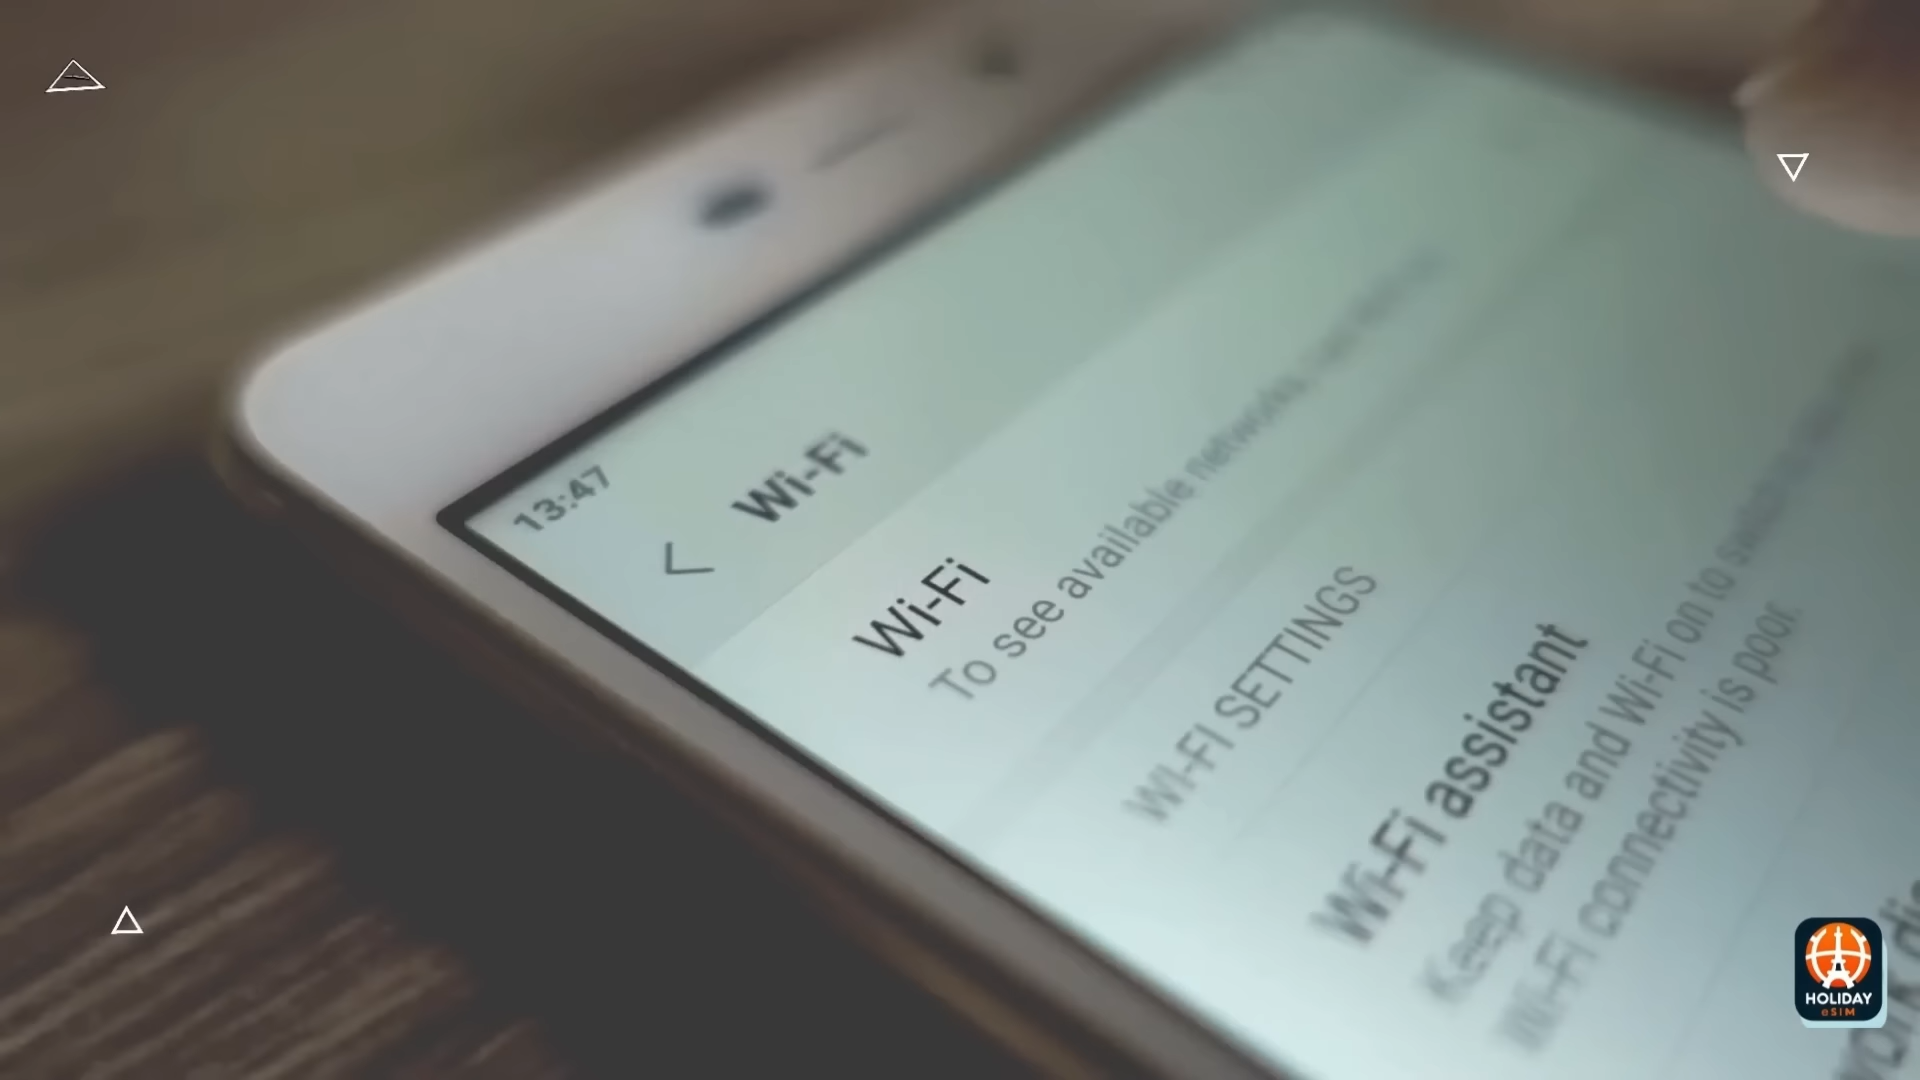 13:47
Wi-Fi
Wi-Fi
To see available networks,
WI-FI SETTINGS
Wi-Fi assistant
Keep data and Wi-Fi on to
Wi-Fi connectivity is poor.
HOLIDAY
eSIM